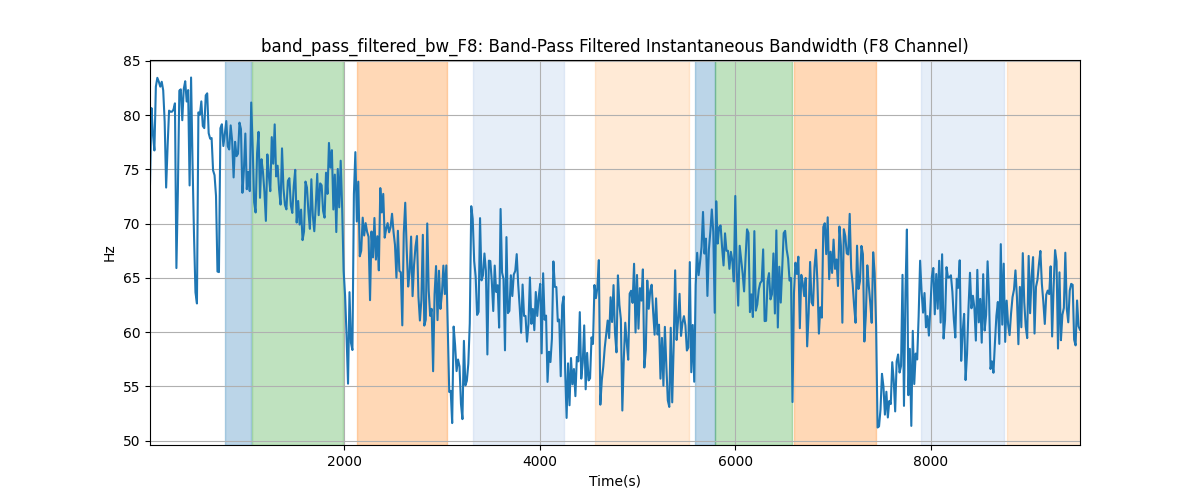 band_pass_filtered_bw_F8: Band-Pass Filtered Instantaneous Bandwidth (F8 Channel)
85
80
75
70
65
60
55
50
Hz
2000 4000 6000 8000
Time(s)